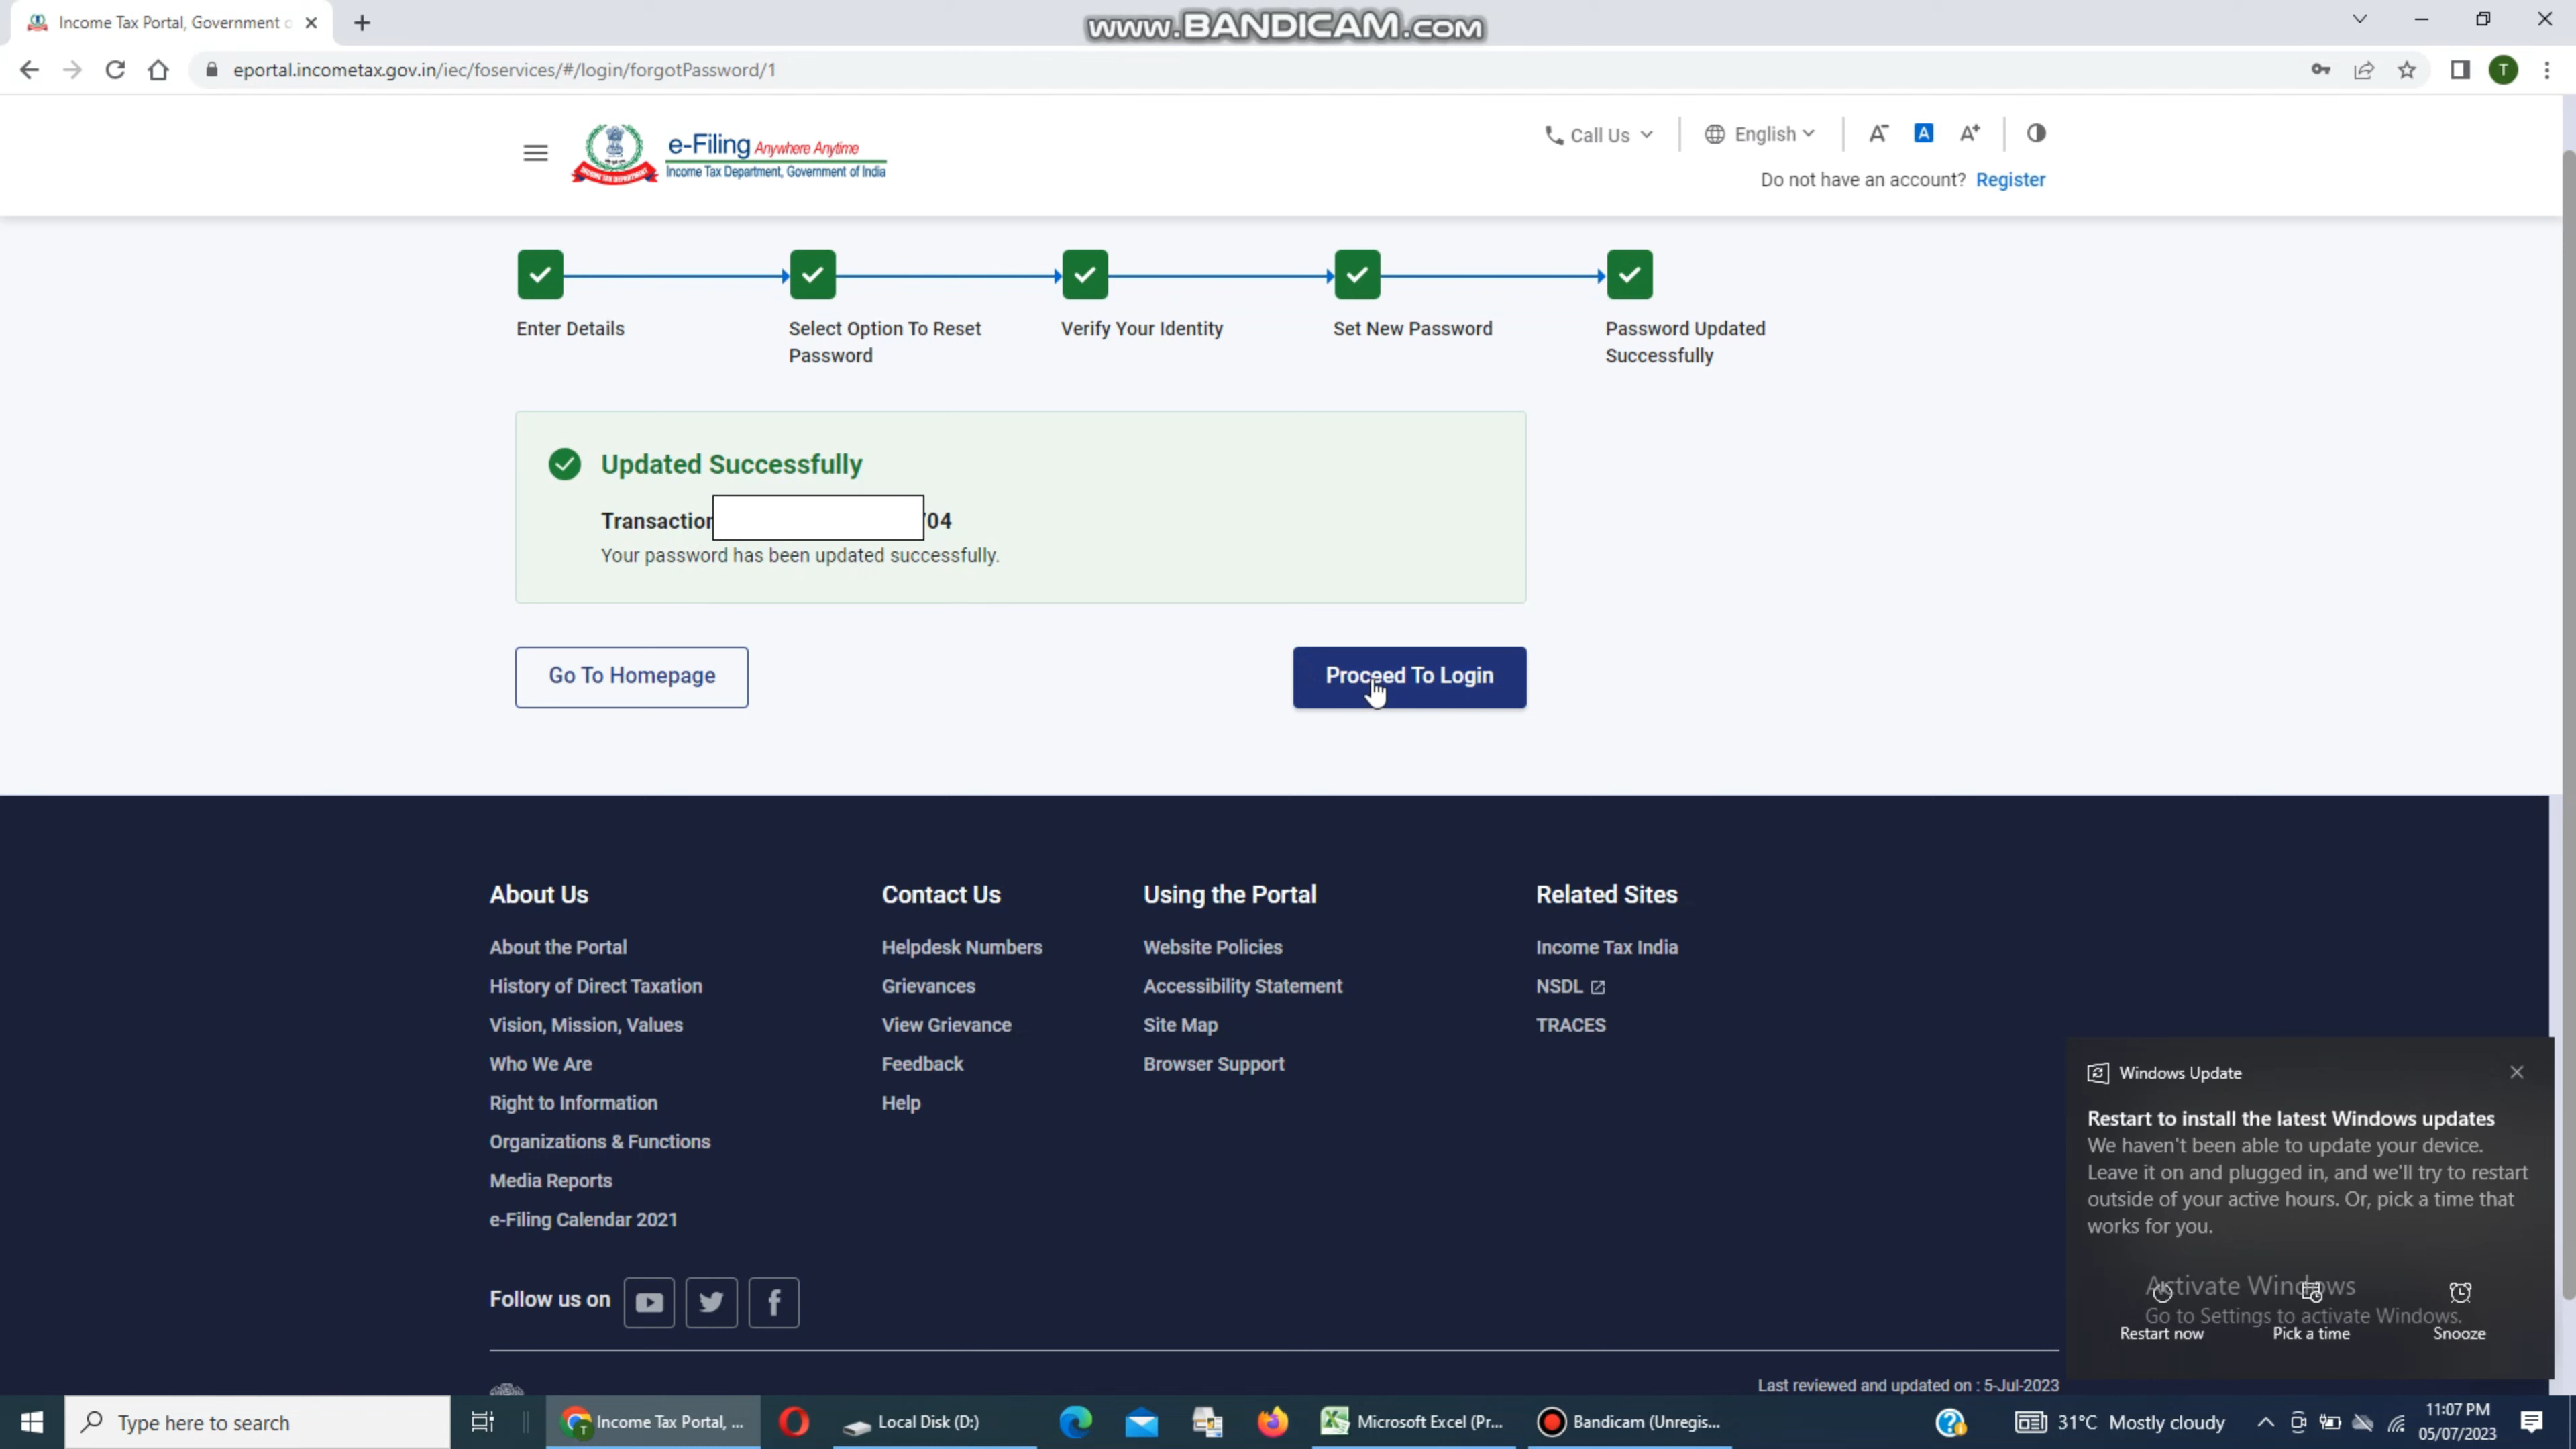 Income Tax Portal, Government o
www.BANDICAM.com
eportal.incometax.gov.in/iec/foservices/#/login/forgotPassword/1
T
e-Filing Anywhere Anytime
Income Tax Department, Government of India
Call Us
English
A-
A
A+
Do not have an account? Register
Enter Details
Select Option To Reset Password
Verify Your Identity
Set New Password
Password Updated Successfully
Updated Successfully
Transaction 04
Your password has been updated successfully.
Go To Homepage
Proceed To Login
About Us
About the Portal
History of Direct Taxation
Vision, Mission, Values
Who We Are
Right to Information
Organizations & Functions
Media Reports
e-Filing Calendar 2021
Contact Us
Helpdesk Numbers
Grievances
View Grievance
Feedback
Help
Using the Portal
Website Policies
Accessibility Statement
Site Map
Browser Support
Related Sites
Income Tax India
NSDL
TRACES
Follow us on
Last reviewed and updated on : 5-Jul-2023
Windows Update
Restart to install the latest Windows updates
We haven't been able to update your device.
Leave it on and plugged in, and we'll try to restart
outside of your active hours. Or, pick a time that
works for you.
Activate Windows
Go to Settings to activate Windows.
Restart now
Pick a time
Snooze
Type here to search
Income Tax Portal, ...
Local Disk (D:)
Microsoft Excel (Pr...
Bandicam (Unregis...
31°C Mostly cloudy
11:07 PM
05/07/2023